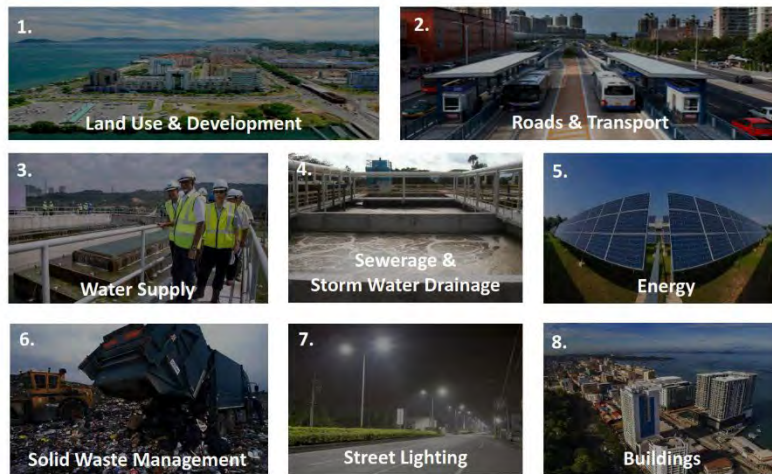 1.
Land Use & Development
2.
Roads & Transport
3.
Water Supply
4.
Sewerage &
Storm Water Drainage
5.
Energy
6.
Solid Waste Management
7.
Street Lighting
8.
Buildings